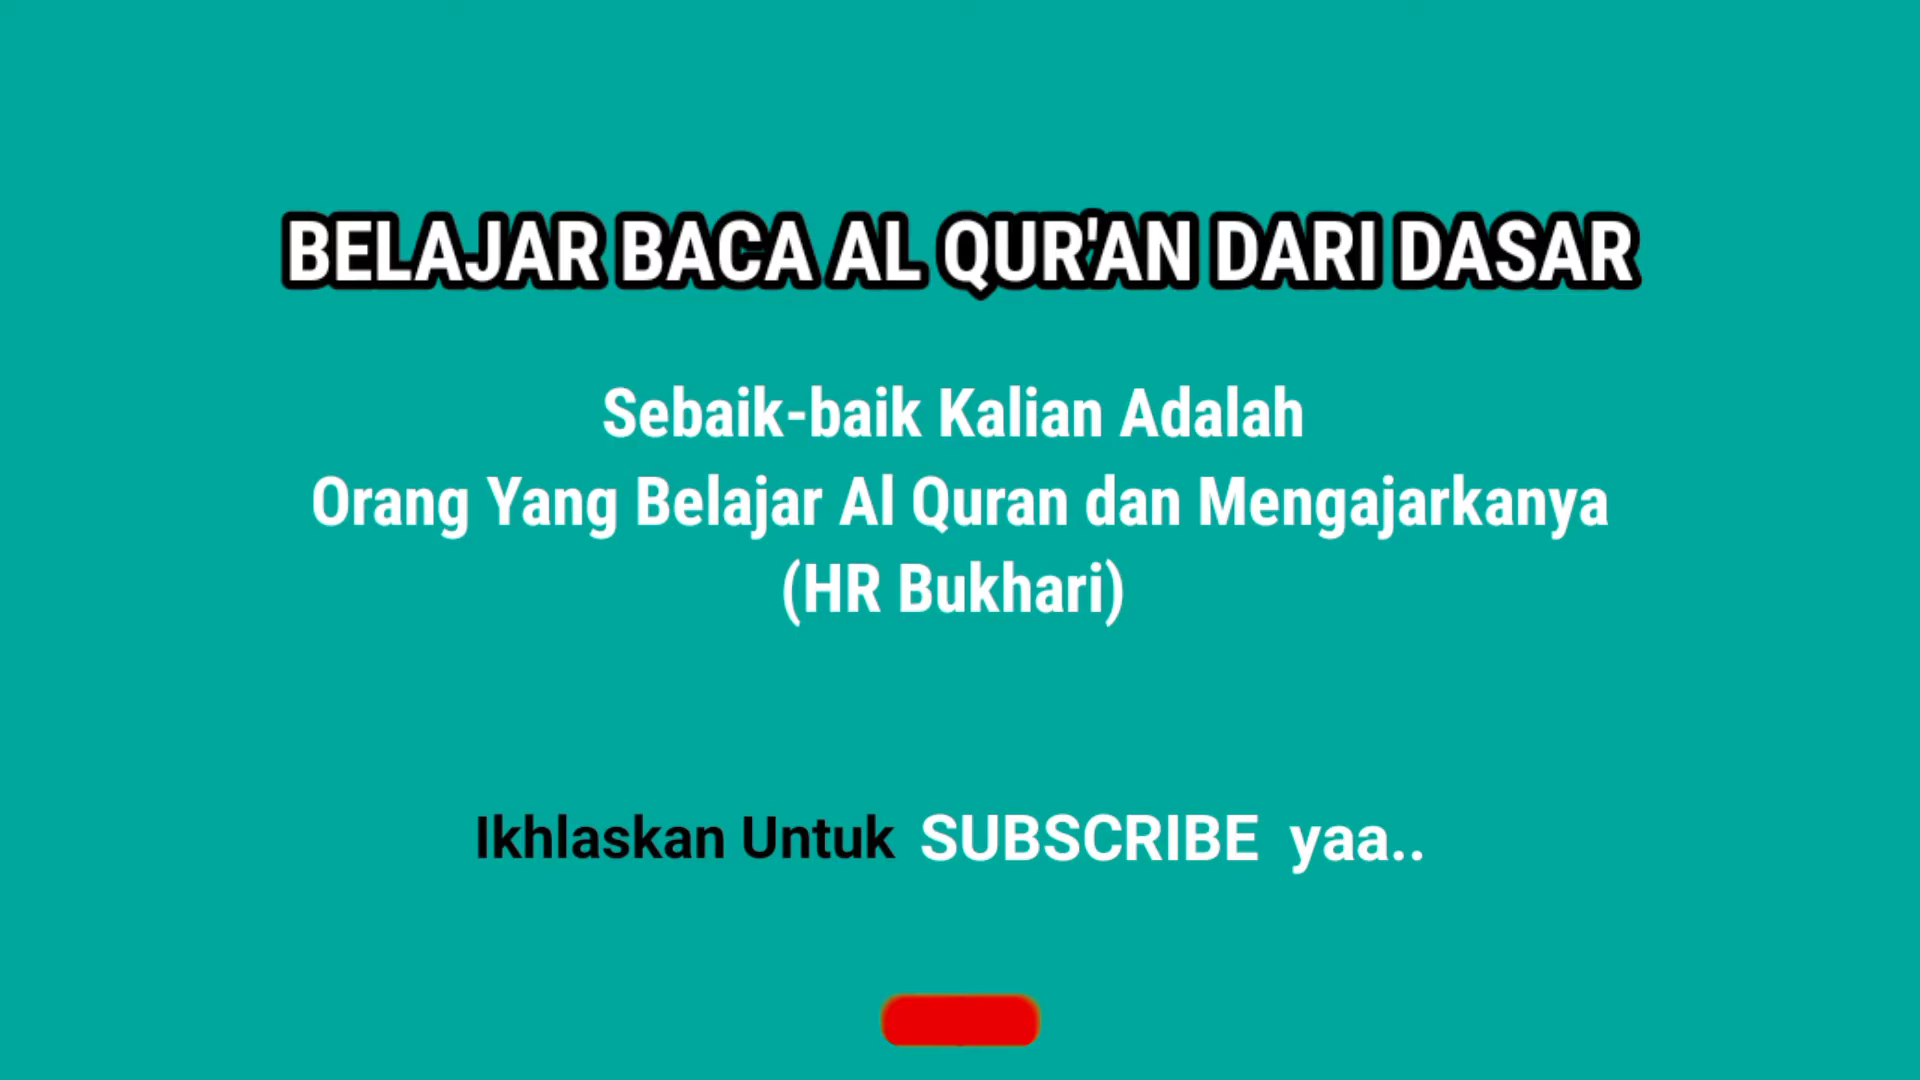 BELAJAR BACA AL QUR'AN DARI DASAR
Sebaik-baik Kalian Adalah
Orang Yang Belajar Al Quran dan Mengajarkanya
(HR Bukhari)
Ikhlaskan Untuk SUBSCRIBE yaa..